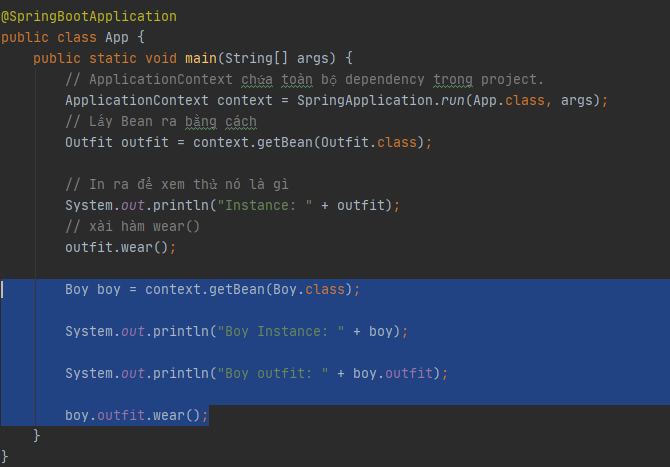 @SpringBootApplication
public class App {
public static void main(String[] args) {
// ApplicationContext chứa toàn bộ dependency trong project.
ApplicationContext context = SpringApplication.run(App.class, args);
// Lấy Bean ra bằng cách
Outfit outfit = context.getBean(Outfit.class);
// In ra để xem thử nó là gì
System.out.println("Instance: " + outfit);
// xài hàm wear()
outfit.wear();
Boy boy = context.getBean(Boy.class);
System.out.println("Boy Instance: " + boy);
System.out.println("Boy outfit: " + boy.outfit);
boy.outfit.wear();
}
}